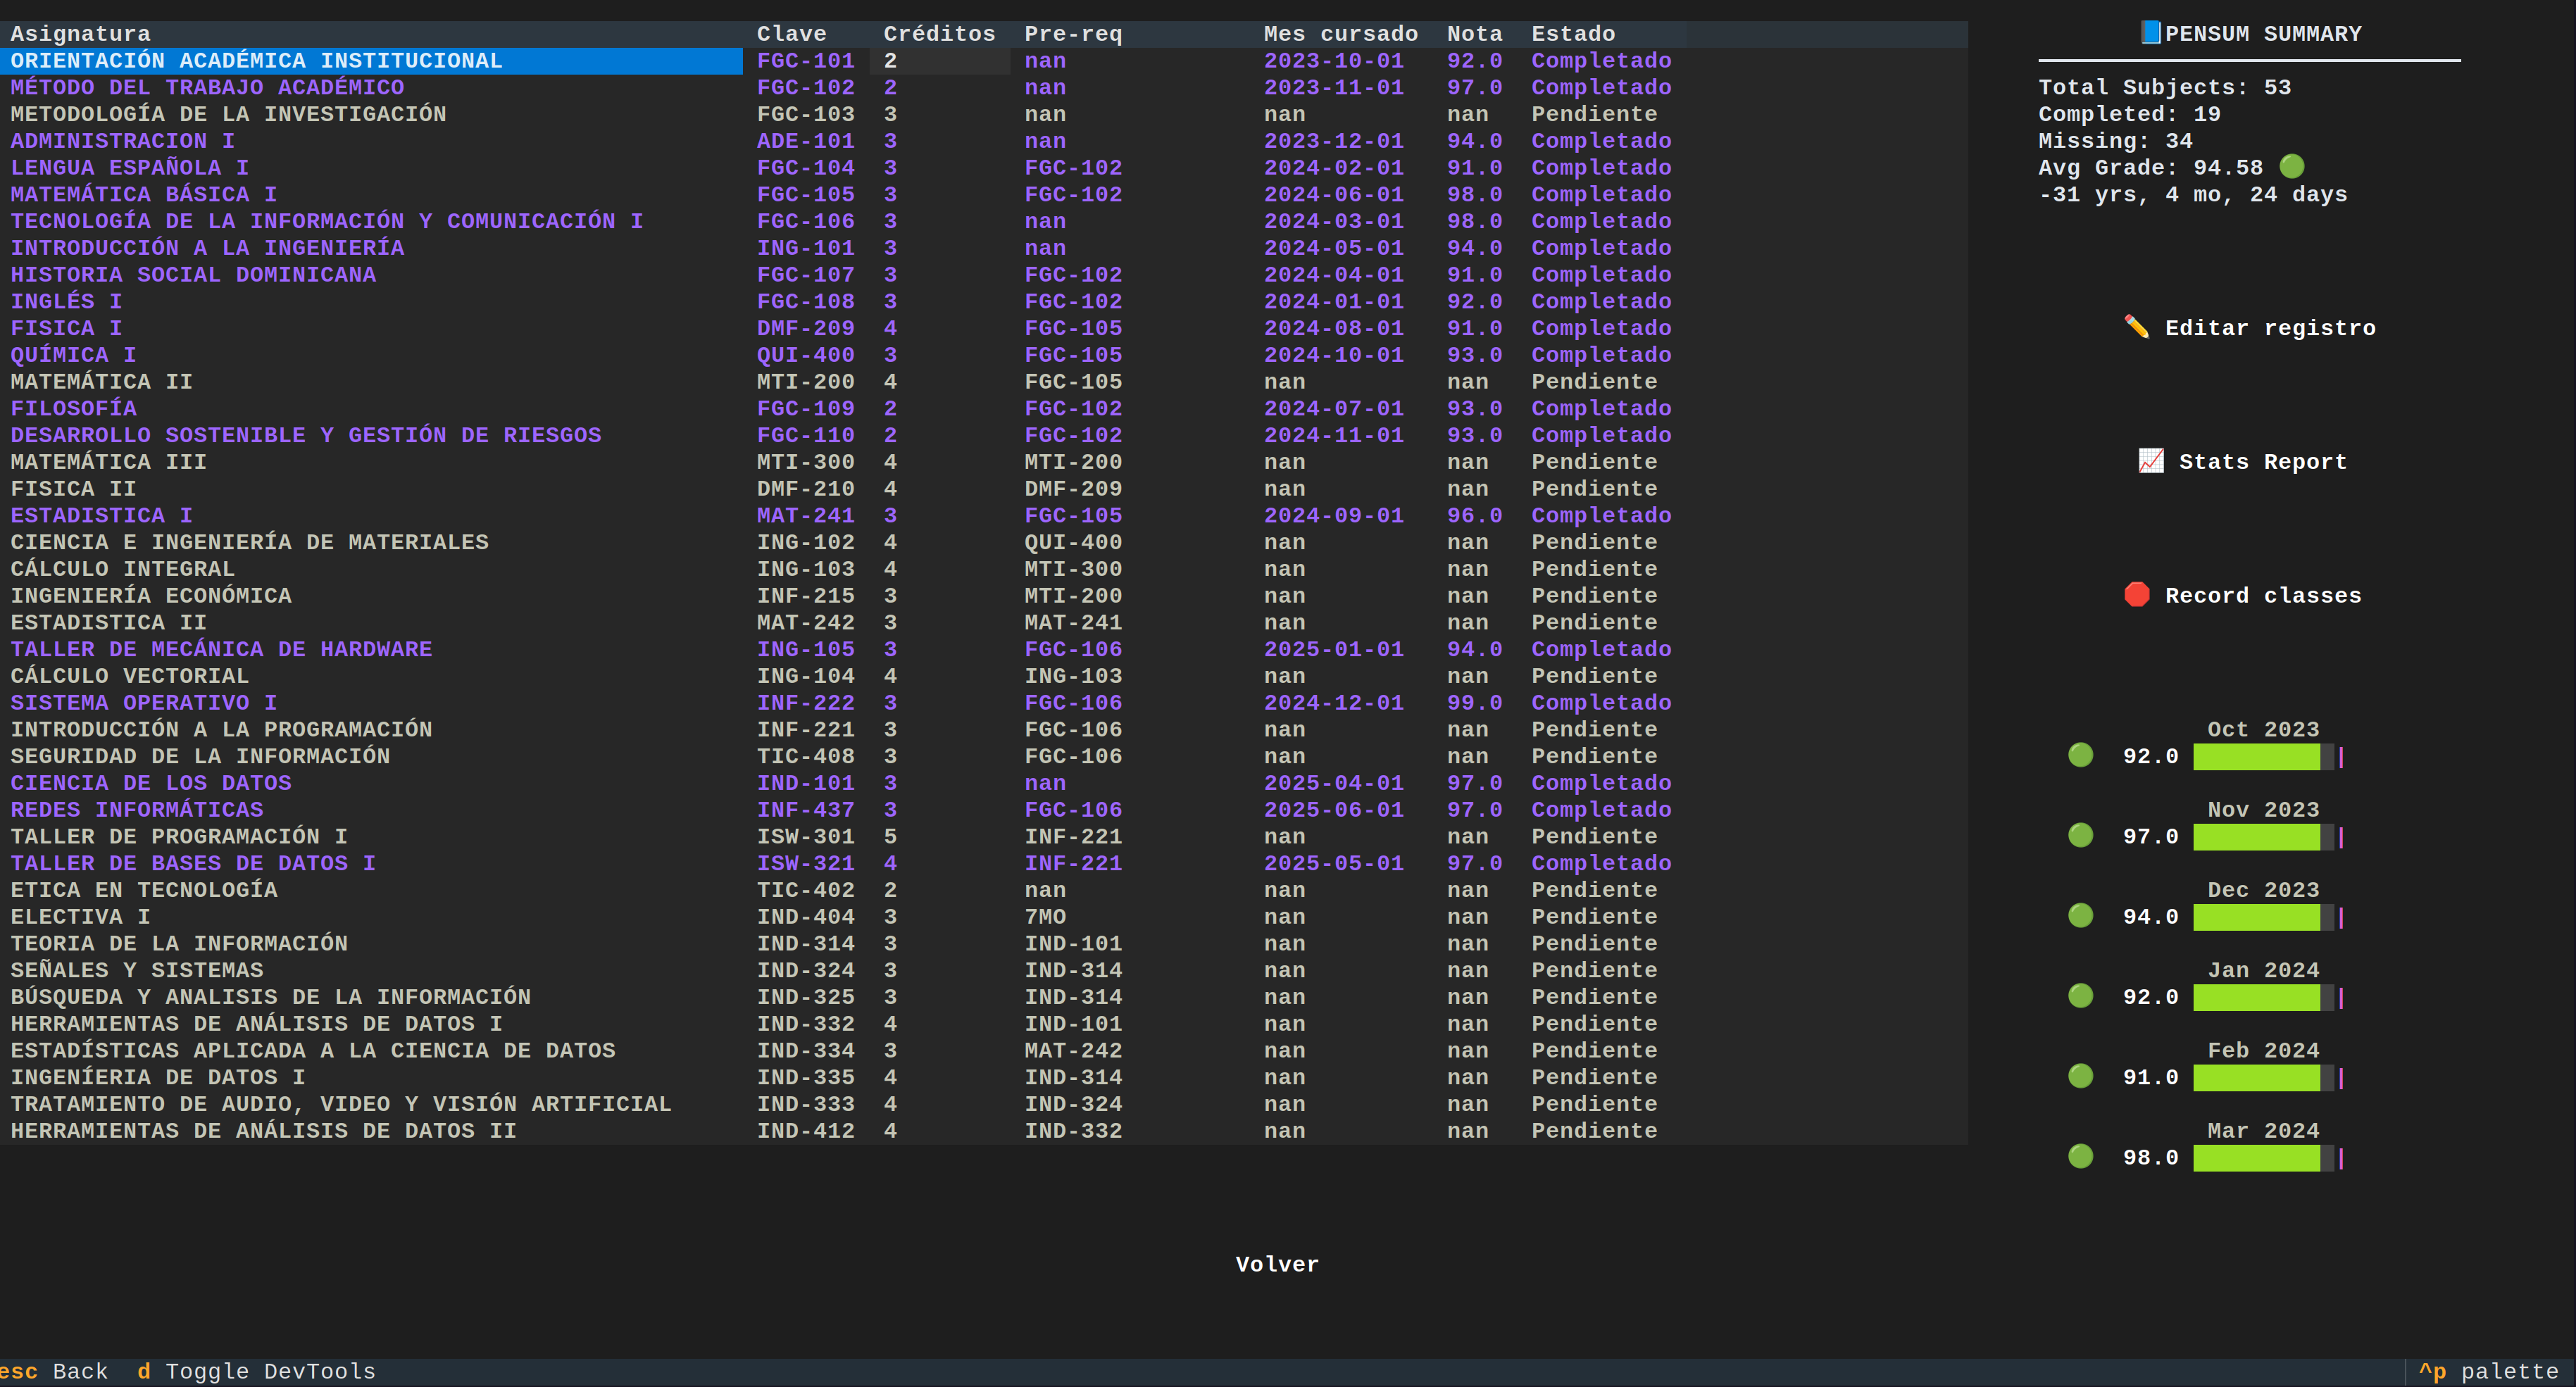 Asignatura Clave Créditos Pre-req Mes cursado Nota Estado
ORIENTACIÓN ACADÉMICA INSTITUCIONAL FGC-101 2 nan 2023-10-01 92.0 Completado
MÉTODO DEL TRABAJO ACADÉMICO FGC-102 2 nan 2023-11-01 97.0 Completado
METODOLOGÍA DE LA INVESTIGACIÓN FGC-103 3 nan nan nan Pendiente
ADMINISTRACION I ADE-101 3 nan 2023-12-01 94.0 Completado
LENGUA ESPAÑOLA I FGC-104 3 FGC-102 2024-02-01 91.0 Completado
MATEMÁTICA BÁSICA I FGC-105 3 FGC-102 2024-06-01 98.0 Completado
TECNOLOGÍA DE LA INFORMACIÓN Y COMUNICACIÓN I FGC-106 3 nan 2024-03-01 98.0 Completado
INTRODUCCIÓN A LA INGENIERÍA ING-101 3 nan 2024-05-01 94.0 Completado
HISTORIA SOCIAL DOMINICANA FGC-107 3 FGC-102 2024-04-01 91.0 Completado
INGLÉS I FGC-108 3 FGC-102 2024-01-01 92.0 Completado
FISICA I DMF-209 4 FGC-105 2024-08-01 91.0 Completado
QUÍMICA I QUI-400 3 FGC-105 2024-10-01 93.0 Completado
MATEMÁTICA II MTI-200 4 FGC-105 nan nan Pendiente
FILOSOFÍA FGC-109 2 FGC-102 2024-07-01 93.0 Completado
DESARROLLO SOSTENIBLE Y GESTIÓN DE RIESGOS FGC-110 2 FGC-102 2024-11-01 93.0 Completado
MATEMÁTICA III MTI-300 4 MTI-200 nan nan Pendiente
FISICA II DMF-210 4 DMF-209 nan nan Pendiente
ESTADISTICA I MAT-241 3 FGC-105 2024-09-01 96.0 Completado
CIENCIA E INGENIERÍA DE MATERIALES ING-102 4 QUI-400 nan nan Pendiente
CÁLCULO INTEGRAL ING-103 4 MTI-300 nan nan Pendiente
INGENIERÍA ECONÓMICA INF-215 3 MTI-200 nan nan Pendiente
ESTADISTICA II MAT-242 3 MAT-241 nan nan Pendiente
TALLER DE MECÁNICA DE HARDWARE ING-105 3 FGC-106 2025-01-01 94.0 Completado
CÁLCULO VECTORIAL ING-104 4 ING-103 nan nan Pendiente
SISTEMA OPERATIVO I INF-222 3 FGC-106 2024-12-01 99.0 Completado
INTRODUCCIÓN A LA PROGRAMACIÓN INF-221 3 FGC-106 nan nan Pendiente
SEGURIDAD DE LA INFORMACIÓN TIC-408 3 FGC-106 nan nan Pendiente
CIENCIA DE LOS DATOS IND-101 3 nan 2025-04-01 97.0 Completado
REDES INFORMÁTICAS INF-437 3 FGC-106 2025-06-01 97.0 Completado
TALLER DE PROGRAMACIÓN I ISW-301 5 INF-221 nan nan Pendiente
TALLER DE BASES DE DATOS I ISW-321 4 INF-221 2025-05-01 97.0 Completado
ETICA EN TECNOLOGÍA TIC-402 2 nan nan nan Pendiente
ELECTIVA I IND-404 3 7MO nan nan Pendiente
TEORIA DE LA INFORMACIÓN IND-314 3 IND-101 nan nan Pendiente
SEÑALES Y SISTEMAS IND-324 3 IND-314 nan nan Pendiente
BÚSQUEDA Y ANALISIS DE LA INFORMACIÓN IND-325 3 IND-314 nan nan Pendiente
HERRAMIENTAS DE ANÁLISIS DE DATOS I IND-332 4 IND-101 nan nan Pendiente
ESTADÍSTICAS APLICADA A LA CIENCIA DE DATOS IND-334 3 MAT-242 nan nan Pendiente
INGENÍERIA DE DATOS I IND-335 4 IND-314 nan nan Pendiente
TRATAMIENTO DE AUDIO, VIDEO Y VISIÓN ARTIFICIAL IND-333 4 IND-324 nan nan Pendiente
HERRAMIENTAS DE ANÁLISIS DE DATOS II IND-412 4 IND-332 nan nan Pendiente
PENSUM SUMMARY
Total Subjects: 53
Completed: 19
Missing: 34
Avg Grade: 94.58
-31 yrs, 4 mo, 24 days
Editar registro
Stats Report
Record classes
Oct 2023
92.0
Nov 2023
97.0
Dec 2023
94.0
Jan 2024
92.0
Feb 2024
91.0
Mar 2024
98.0
Volver
esc Back d Toggle DevTools ^p palette